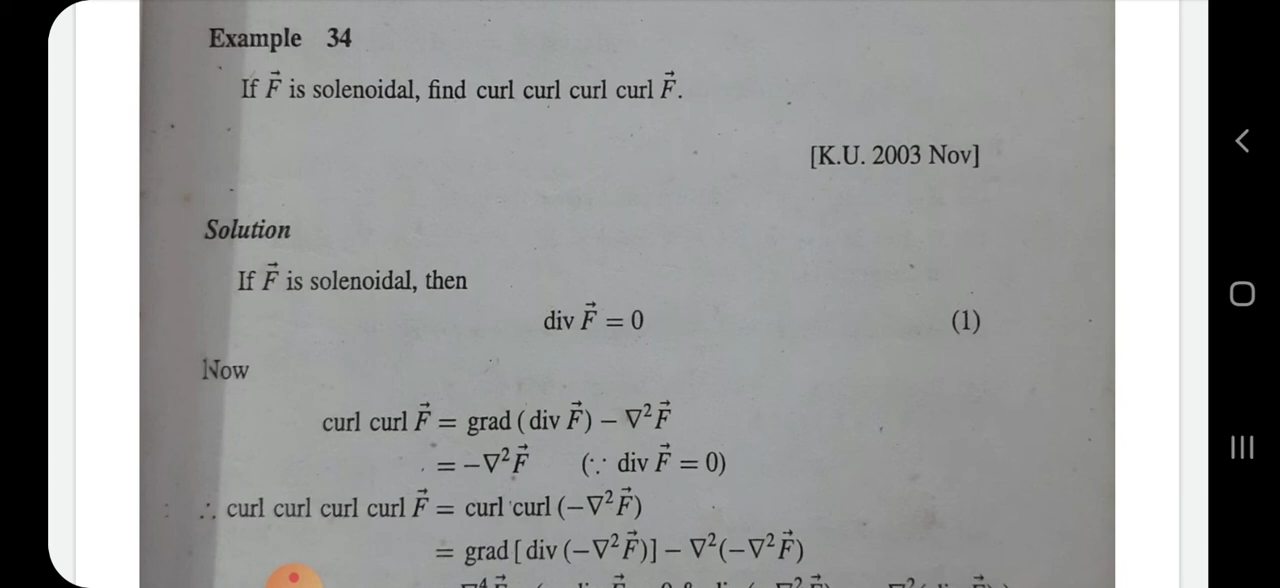 Example 34
If F⃗ is solenoidal, find curl curl curl curl F⃗.
[K.U. 2003 Nov]
Solution
If F⃗ is solenoidal, then
div F⃗ = 0 (1)
Now
curl curl F⃗ = grad (div F⃗) − ∇²F⃗
= −∇²F⃗ (∵ div F⃗ = 0)
∴ curl curl curl curl F⃗ = curl curl (−∇²F⃗)
= grad [div (−∇²F⃗)] − ∇²(−∇²F⃗)